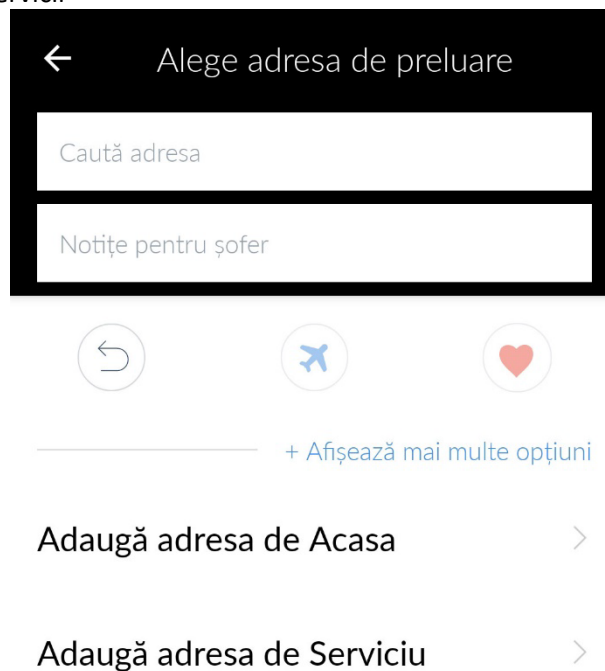 Alege adresa de preluare
Caută adresa
Notițe pentru șofer
+ Afișează mai multe opțiuni
Adaugă adresa de Acasa
Adaugă adresa de Serviciu